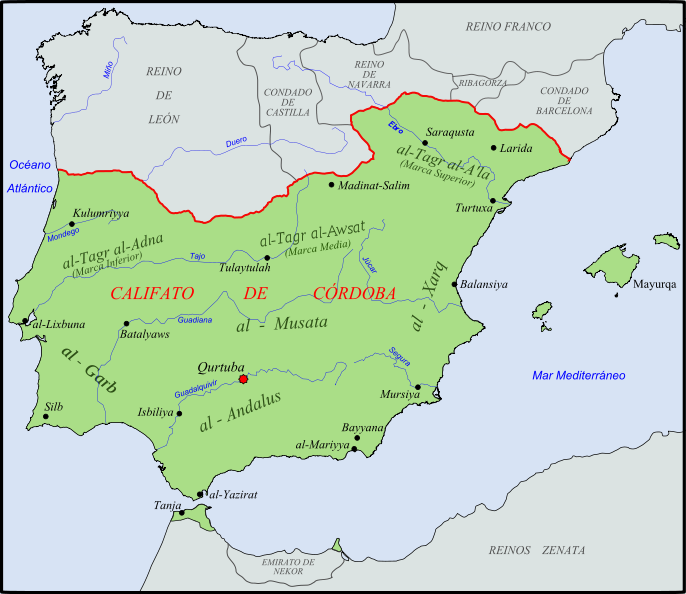 REINO FRANCO
REINO
DE
LEÓN
Miño
CONDADO
DE
CASTILLA
REINO
DE
NAVARRA
RIBAGORZA
CONDADO
DE
BARCELONA
Duero
Ebro
Saraqusta
Larida
al-Tagr al-A'la
(Marca Superior)
Océano
Atlántico
Madinat-Salim
Turtuxa
Kulumriyya
Mondego
al-Tagr al-Adna
(Marca Inferior)
al-Tagr al-Awsat
(Marca Media)
Tajo
Tulaytulah
Júcar
al - Xarq
Balansiya
Mayurqa
CALIFATO DE CÓRDOBA
al-Lixbuna
Batalyaws
Guadiana
al - Musata
al - Garb
Qurtuba
Segura
Mar Mediterráneo
Guadalquivir
Mursiya
Silb
Isbiliya
al - Andalus
Bayyana
al-Mariyya
al-Yazirat
Tanja
EMIRATO DE
NEKOR
REINOS ZENATA